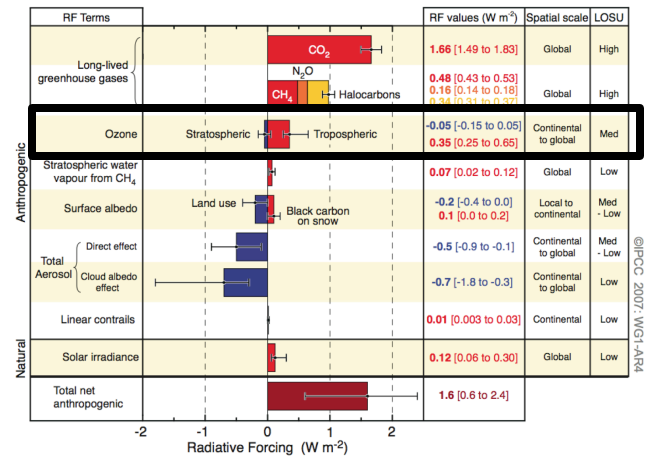 RF Terms
RF values (W m⁻²)
Spatial scale
LOSU
Anthropogenic
Long-lived
greenhouse gases
CO₂
1.66 [1.49 to 1.83]
Global
High
N₂O
CH₄
Halocarbons
0.48 [0.43 to 0.53]
0.16 [0.14 to 0.18]
0.34 [0.31 to 0.37]
Global
High
Ozone
Stratospheric
Tropospheric
-0.05 [-0.15 to 0.05]
0.35 [0.25 to 0.65]
Continental
to global
Med
Stratospheric water
vapour from CH₄
0.07 [0.02 to 0.12]
Global
Low
Surface albedo
Land use
Black carbon
on snow
-0.2 [-0.4 to 0.0]
0.1 [0.0 to 0.2]
Local to
continental
Med
- Low
Total
Aerosol
Direct effect
-0.5 [-0.9 to -0.1]
Continental
to global
Med
- Low
Cloud albedo
effect
-0.7 [-1.8 to -0.3]
Continental
to global
Low
Linear contrails
0.01 [0.003 to 0.03]
Continental
Low
Natural
Solar irradiance
0.12 [0.06 to 0.30]
Global
Low
Total net
anthropogenic
1.6 [0.6 to 2.4]
-2 -1 0 1 2
Radiative Forcing (W m⁻²)
©IPCC 2007: WG1-AR4